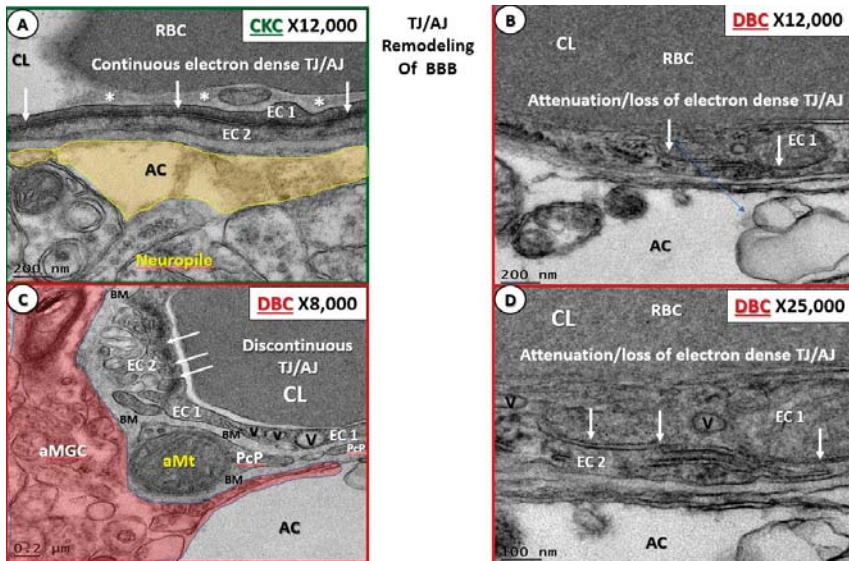 A
CKC X12,000
RBC
CL
Continuous electron dense TJ/AJ
* * *
EC 1
EC 2
AC
Neuropile
200 nm
TJ/AJ
Remodeling
Of BBB
B
DBC X12,000
CL
RBC
Attenuation/loss of electron dense TJ/AJ
EC 1
AC
200 nm
C
DBC X8,000
BM
Discontinuous
TJ/AJ
CL
EC 2
EC 1
BM
BM
V V V
EC 1
PcP
aMGC
aMt
PcP
BM
AC
0.2 µm
D
DBC X25,000
CL
RBC
Attenuation/loss of electron dense TJ/AJ
V
V
EC 1
EC 2
AC
100 nm